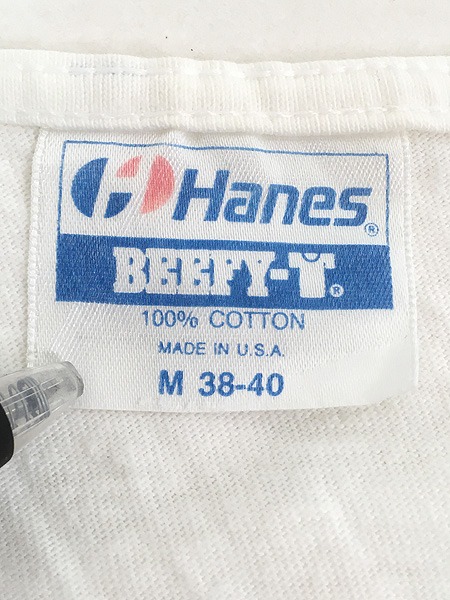 Hanes®
BEEFY-T®
100% COTTON
MADE IN U.S.A.
M 38-40